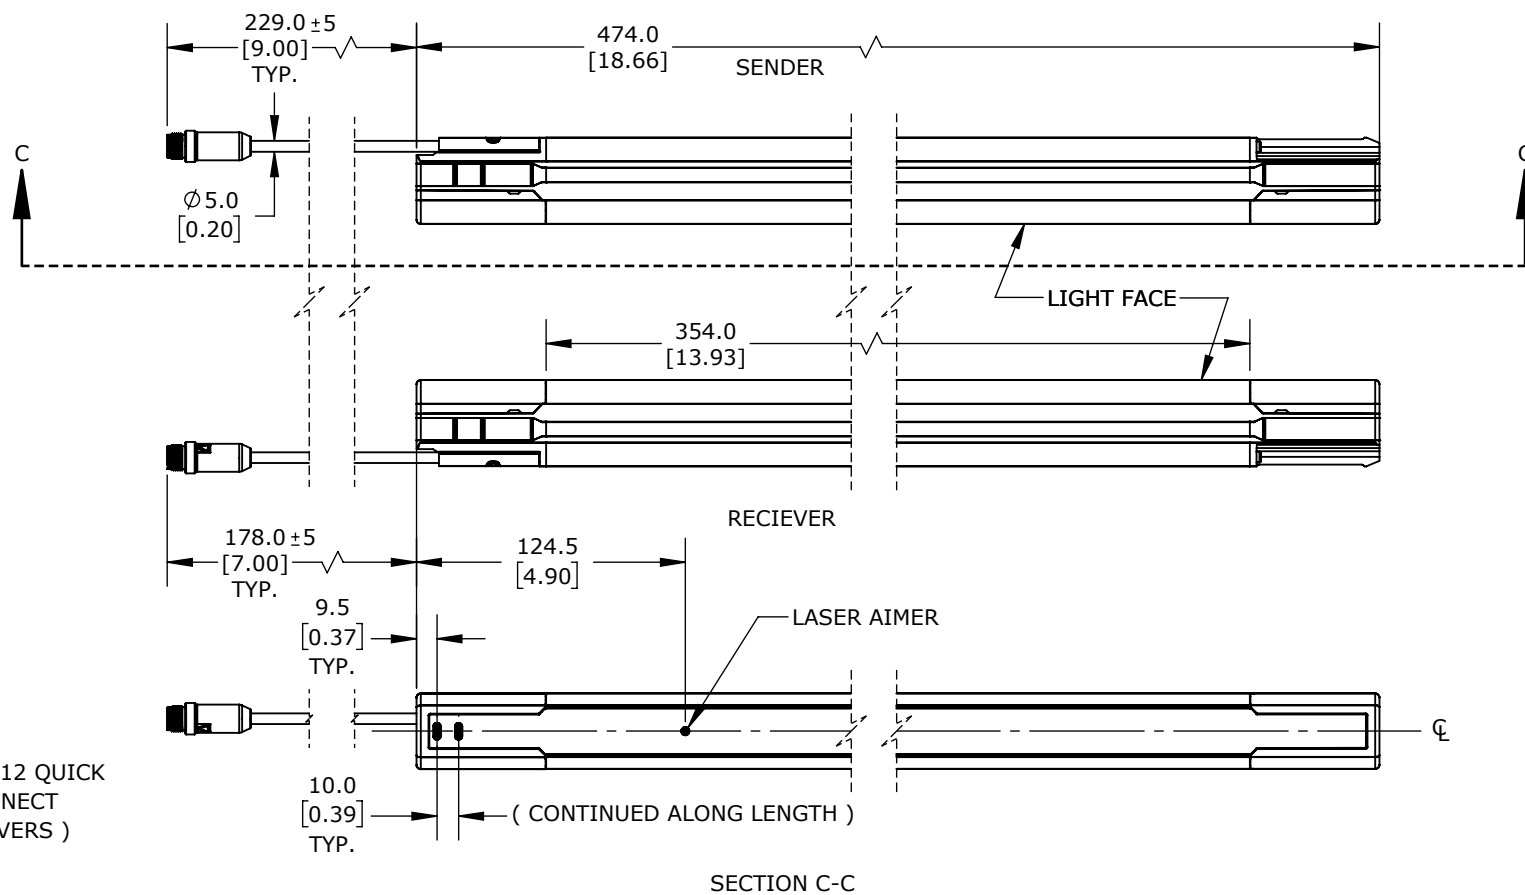 229.0 ±5
[9.00]
TYP.
474.0
[18.66]
SENDER
C
Ø 5.0
[0.20]
LIGHT FACE
354.0
[13.93]
RECIEVER
178.0 ±5
[7.00]
TYP.
124.5
[4.90]
9.5
[0.37]
TYP.
LASER AIMER
℄
12 QUICK
NECT
VERS )
10.0
[0.39]
TYP.
( CONTINUED ALONG LENGTH )
SECTION C-C